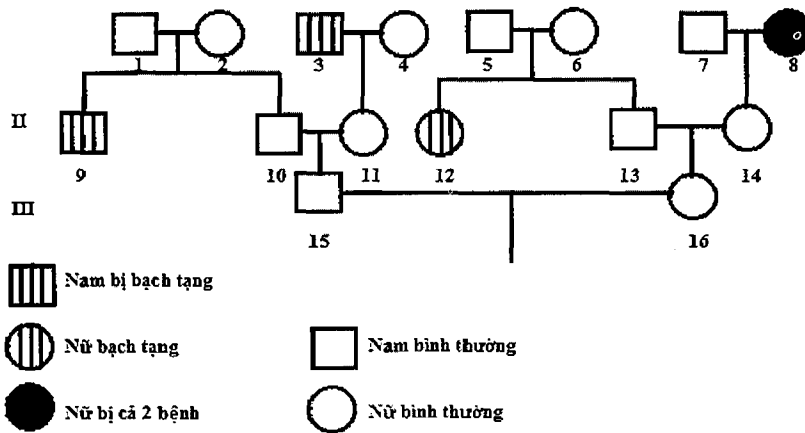 1 2 3 4 5 6 7 8
II
9 10 11 12 13 14
III
15 16
Nam bị bạch tạng
Nữ bạch tạng
Nam bình thường
Nữ bị cả 2 bệnh
Nữ bình thường